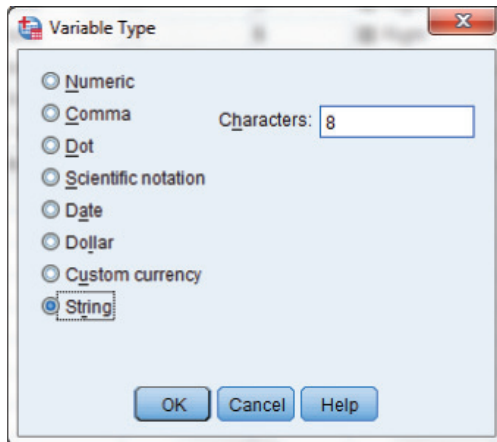 Variable Type
Numeric
Comma
Characters: 8
Dot
Scientific notation
Date
Dollar
Custom currency
String
OK Cancel Help